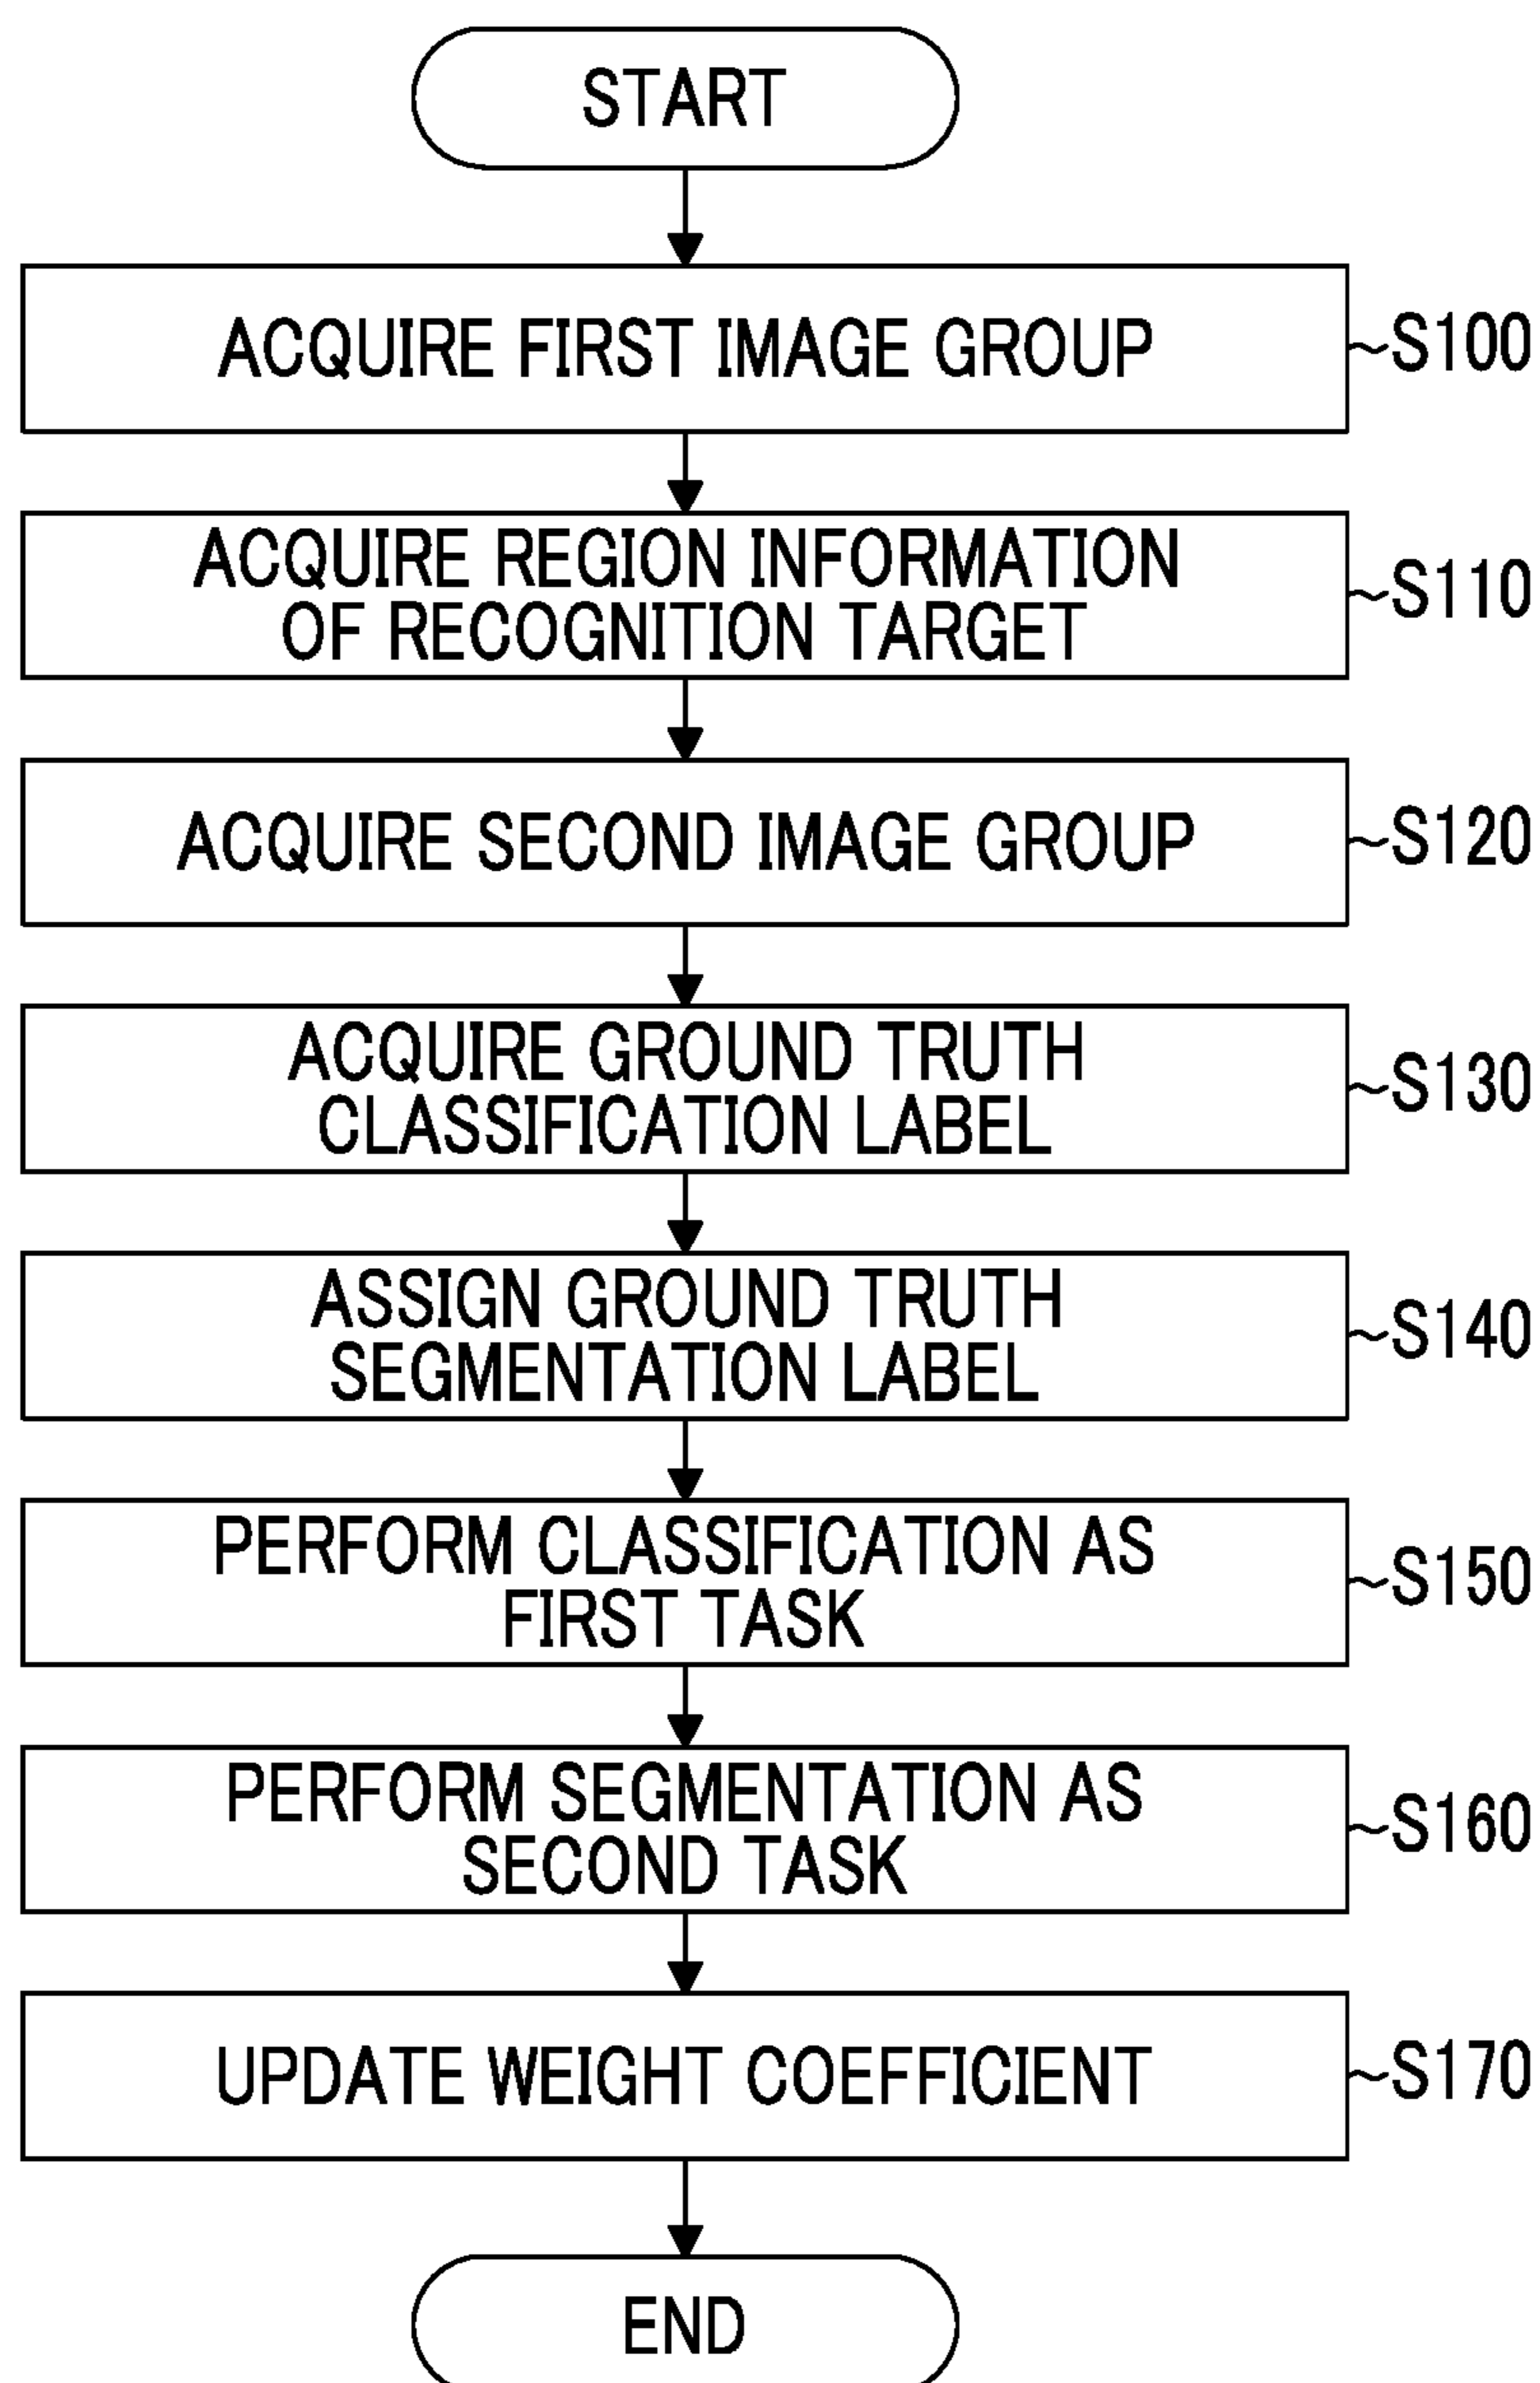 START
ACQUIRE FIRST IMAGE GROUP
S100
ACQUIRE REGION INFORMATION
OF RECOGNITION TARGET
S110
ACQUIRE SECOND IMAGE GROUP
S120
ACQUIRE GROUND TRUTH
CLASSIFICATION LABEL
S130
ASSIGN GROUND TRUTH
SEGMENTATION LABEL
S140
PERFORM CLASSIFICATION AS
FIRST TASK
S150
PERFORM SEGMENTATION AS
SECOND TASK
S160
UPDATE WEIGHT COEFFICIENT
S170
END